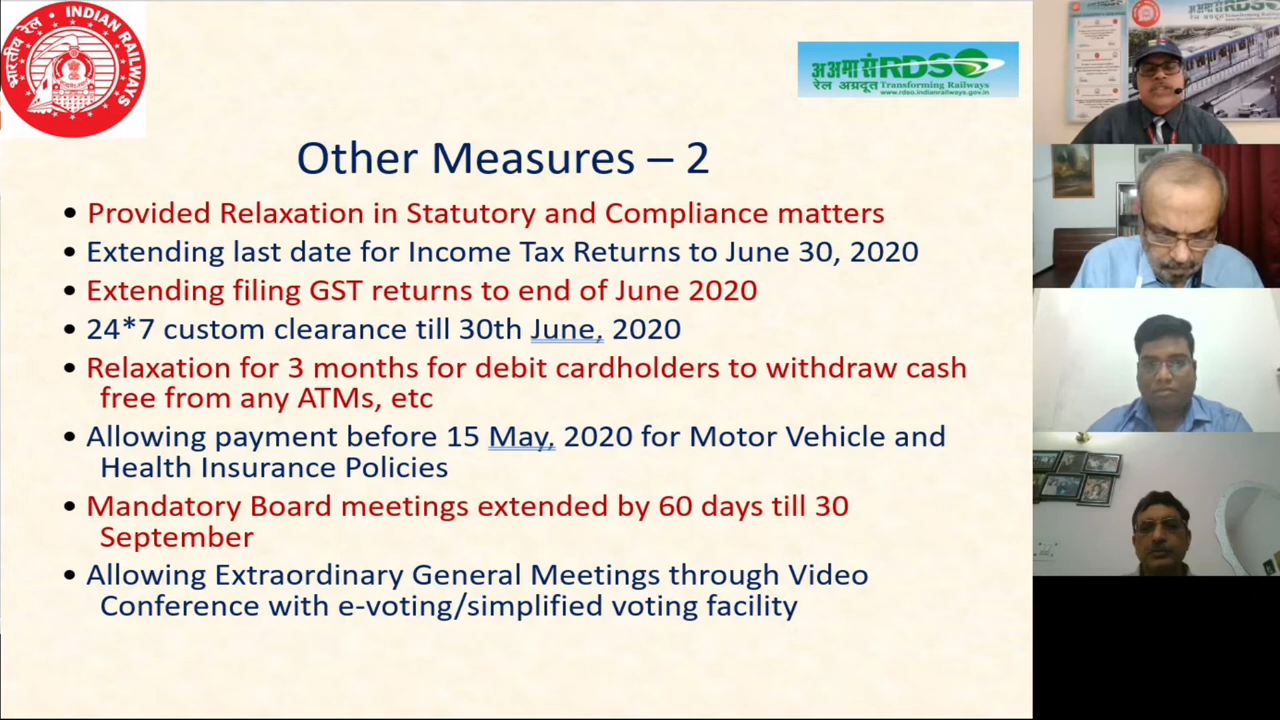 भारतीय रेल INDIAN RAILWAYS
अ अ मा सं RDSO
रेल अग्रदूत Transforming Railways
www.rdso.indianrailways.gov.in
Other Measures – 2
• Provided Relaxation in Statutory and Compliance matters
• Extending last date for Income Tax Returns to June 30, 2020
• Extending filing GST returns to end of June 2020
• 24*7 custom clearance till 30th June, 2020
• Relaxation for 3 months for debit cardholders to withdraw cash
free from any ATMs, etc
• Allowing payment before 15 May, 2020 for Motor Vehicle and
Health Insurance Policies
• Mandatory Board meetings extended by 60 days till 30
September
• Allowing Extraordinary General Meetings through Video
Conference with e-voting/simplified voting facility